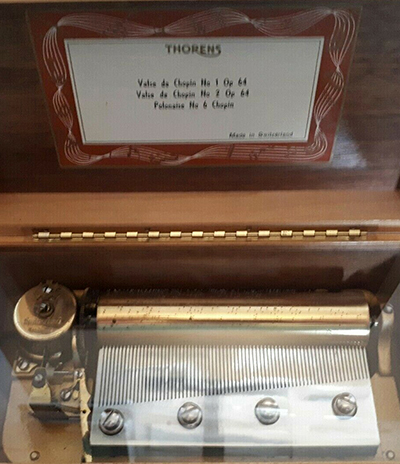 THORENS
Valse de Chopin No 1 Op 64
Valse de Chopin No 2 Op 64
Polonaise No 6 Chopin
Made in Switzerland